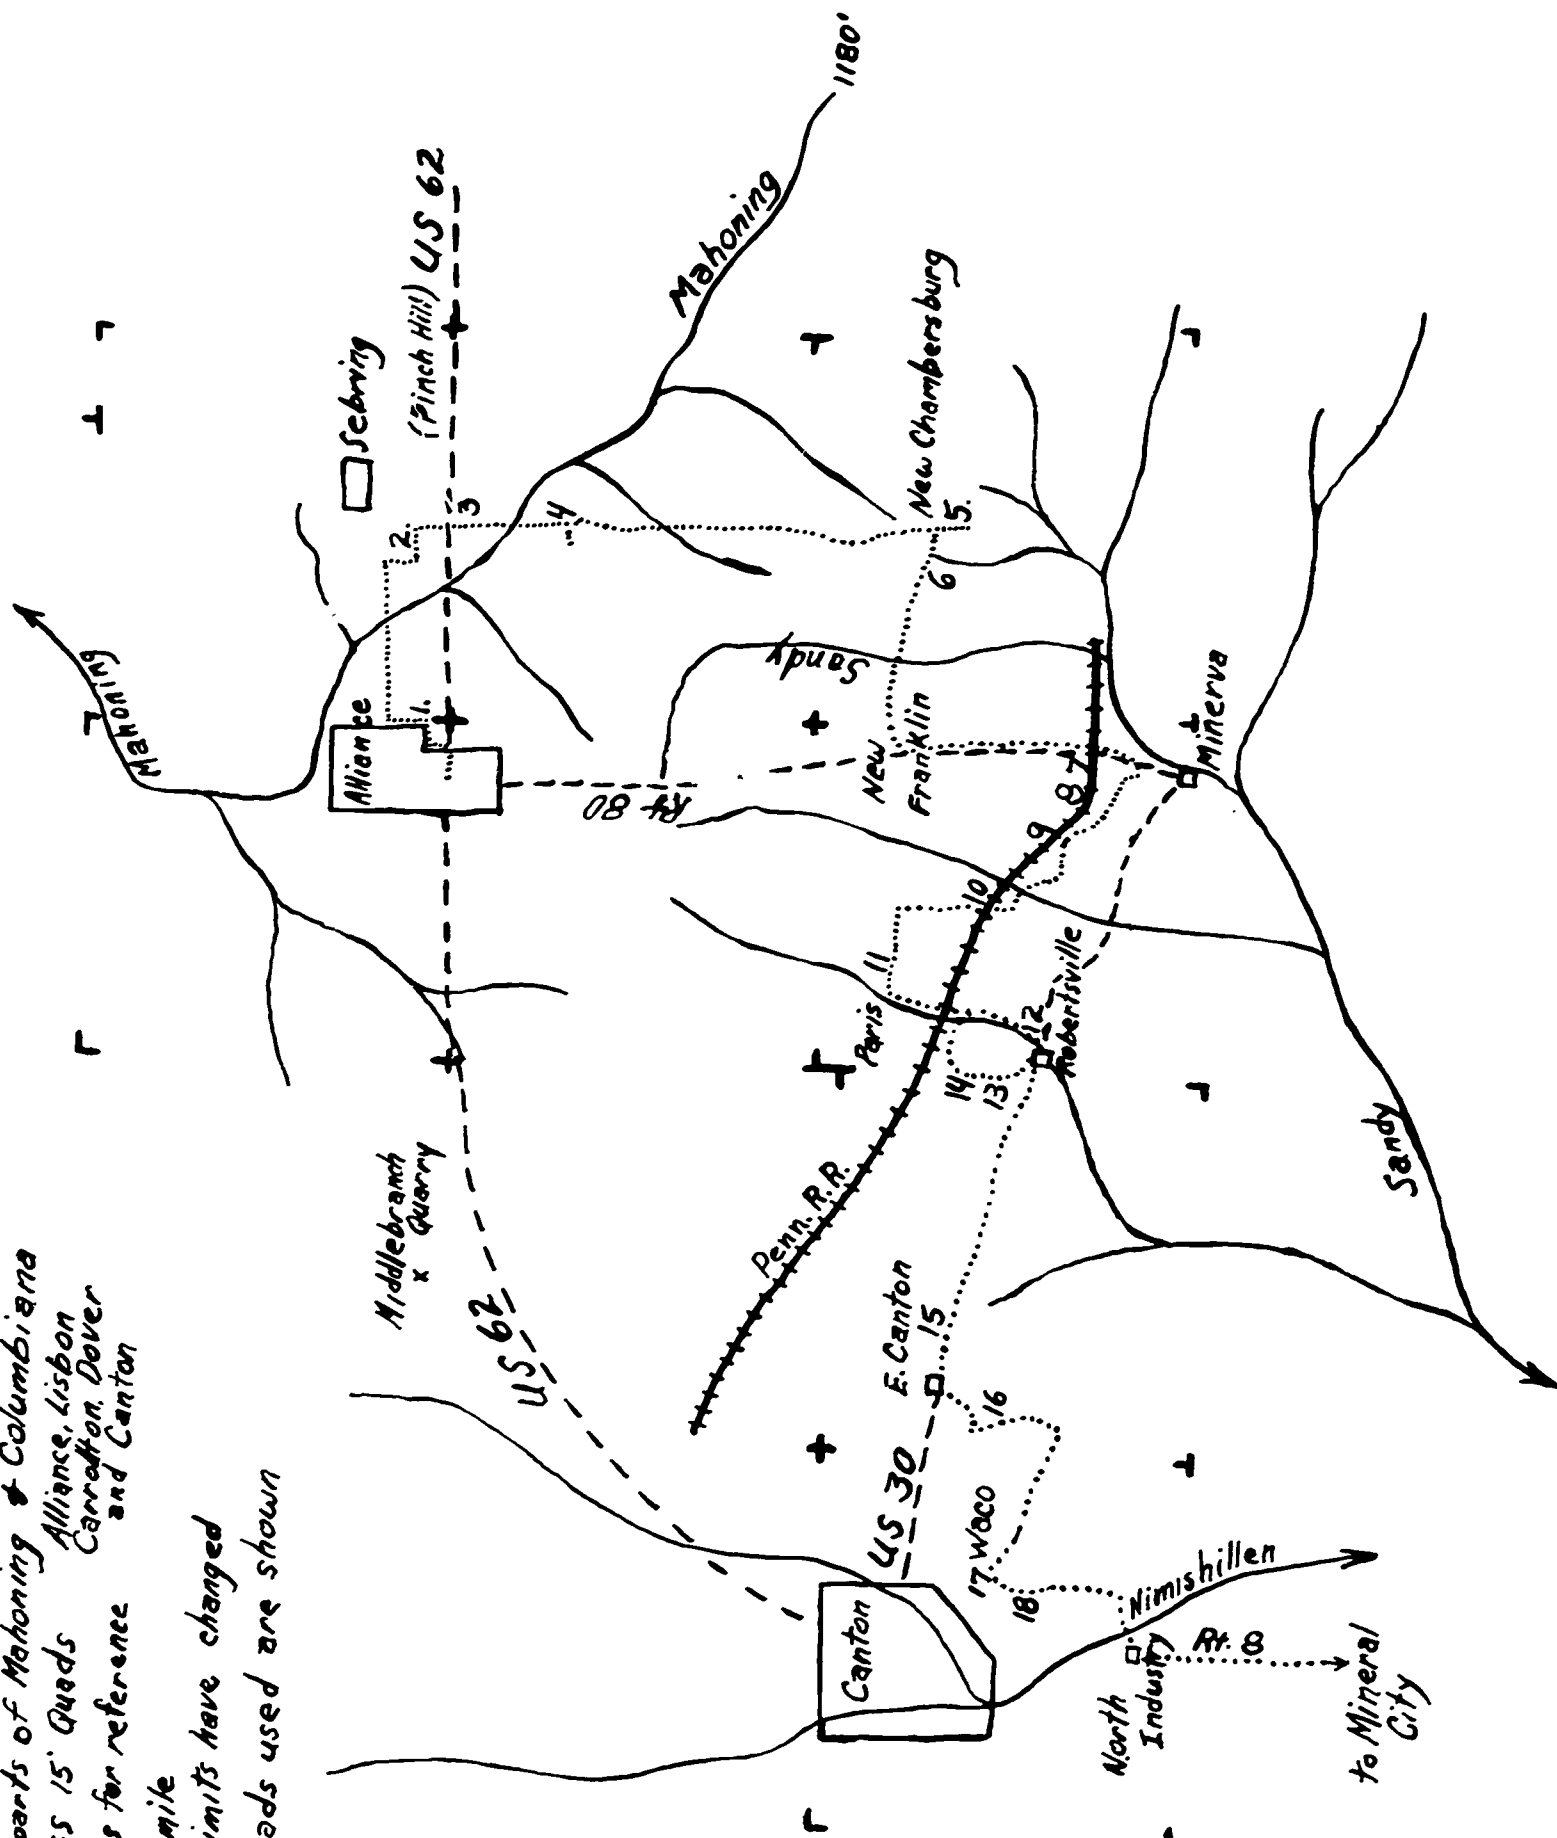 parts of Mahoning & Columbiana
15' Quads Alliance, Lisbon
Carrollton, Dover
and Canton
for reference
mile
limits have changed
used are shown
Mahoning
Sebring
(Pinch Hill) US 62
Alliance
1.
2
3
4
Mahoning
1180'
New Chambersburg
5.
6
Sandy
Rt 80
New
Franklin
7
8
9
10
11
Minerva
Paris
12
Robertsville
13
14
Middlebranch
x Quarry
US 62
Penn. R.R.
Sandy
E. Canton
15
16
US 30
17 Waco
18
Canton
Nimishillen
North
Industry
Rt. 8
to Mineral
City